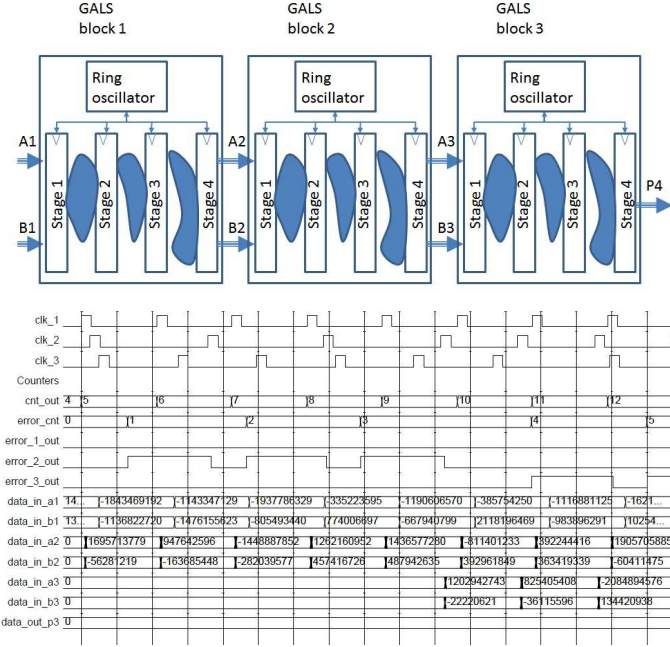 GALS block 1
GALS block 2
GALS block 3
Ring oscillator
Ring oscillator
Ring oscillator
A1
A2
A3
B1
B2
B3
P4
Stage 1
Stage 2
Stage 3
Stage 4
Stage 1
Stage 2
Stage 3
Stage 4
Stage 1
Stage 2
Stage 3
Stage 4
clk_1
clk_2
clk_3
Counters
cnt_out 4 5 6 7 8 9 10 11 12
error_cnt 0 1 2 3 4 5
error_1_out
error_2_out
error_3_out
data_in_a1 14... -1843469192 -1143347129 -1937786329 -335223595 -1190606570 -385754250 -1116881125 -1621...
data_in_b1 13... -1136822720 -1476155623 -805493440 774006697 -667940799 2118196469 -983896291 10254...
data_in_a2 0 1695713779 947642596 -1448887852 1262160952 1436577280 -811401233 392244416 1905705885
data_in_b2 0 -56281219 -163685448 -282039577 457416726 487942635 392961849 363419339 -60411475
data_in_a3 0 1202942743 825405408 -2084894576
data_in_b3 0 -22220621 -36115596 134420938
data_out_p3 0